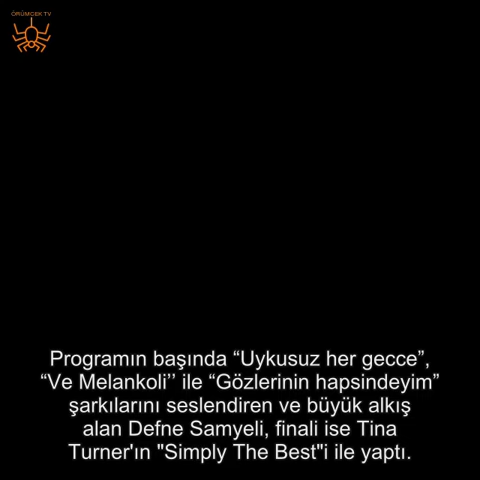 ÖRÜMCEK TV
Programın başında “Uykusuz her gecce”,
“Ve Melankoli’’ ile “Gözlerinin hapsindeyim”
şarkılarını seslendiren ve büyük alkış
alan Defne Samyeli, finali ise Tina
Turner'ın "Simply The Best"i ile yaptı.